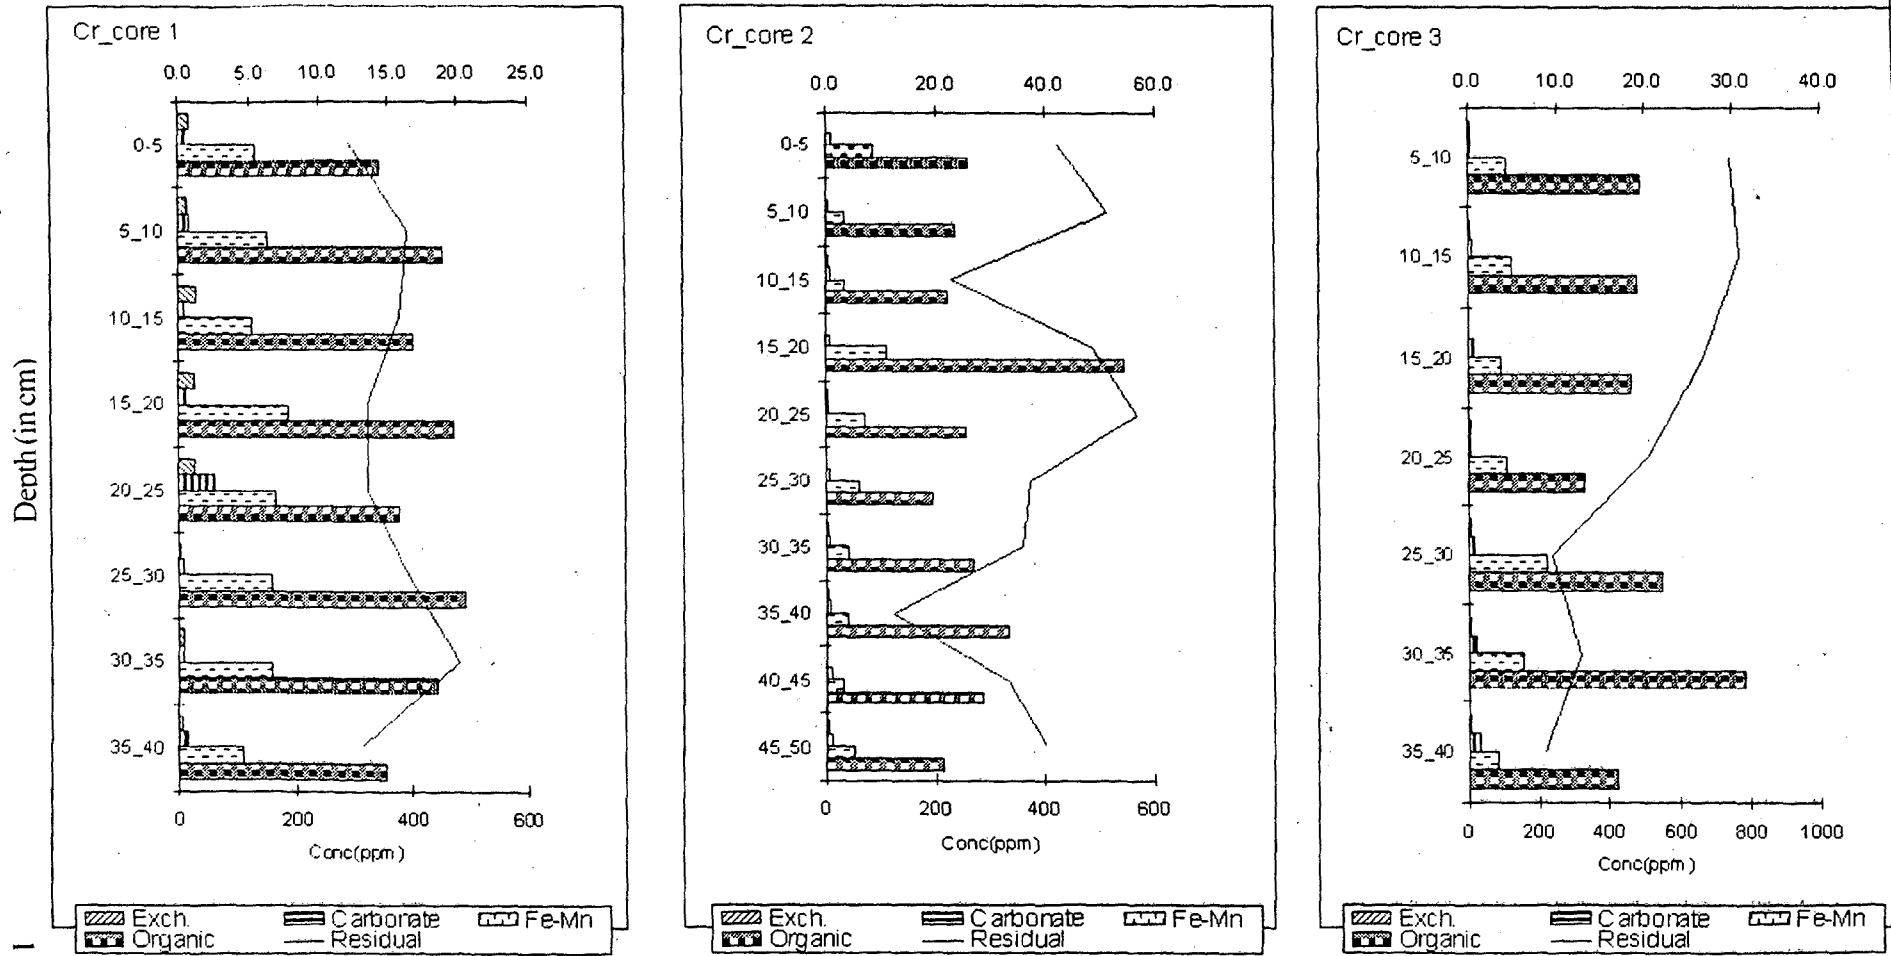 Cr_core 1
0.0 5.0 10.0 15.0 20.0 25.0
0-5
5_10
10_15
15_20
20_25
25_30
30_35
35_40
0 200 400 600
Conc(ppm)
Exch. Carbonate Fe-Mn
Organic Residual
Depth (in cm)
1
Cr_core 2
0.0 20.0 40.0 60.0
0-5
5_10
10_15
15_20
20_25
25_30
30_35
35_40
40_45
45_50
0 200 400 600
Conc(ppm)
Exch. Carbonate Fe-Mn
Organic Residual
Cr_core 3
0.0 10.0 20.0 30.0 40.0
5_10
10_15
15_20
20_25
25_30
30_35
35_40
0 200 400 600 800 1000
Conc(ppm)
Exch. Carbonate Fe-Mn
Organic Residual